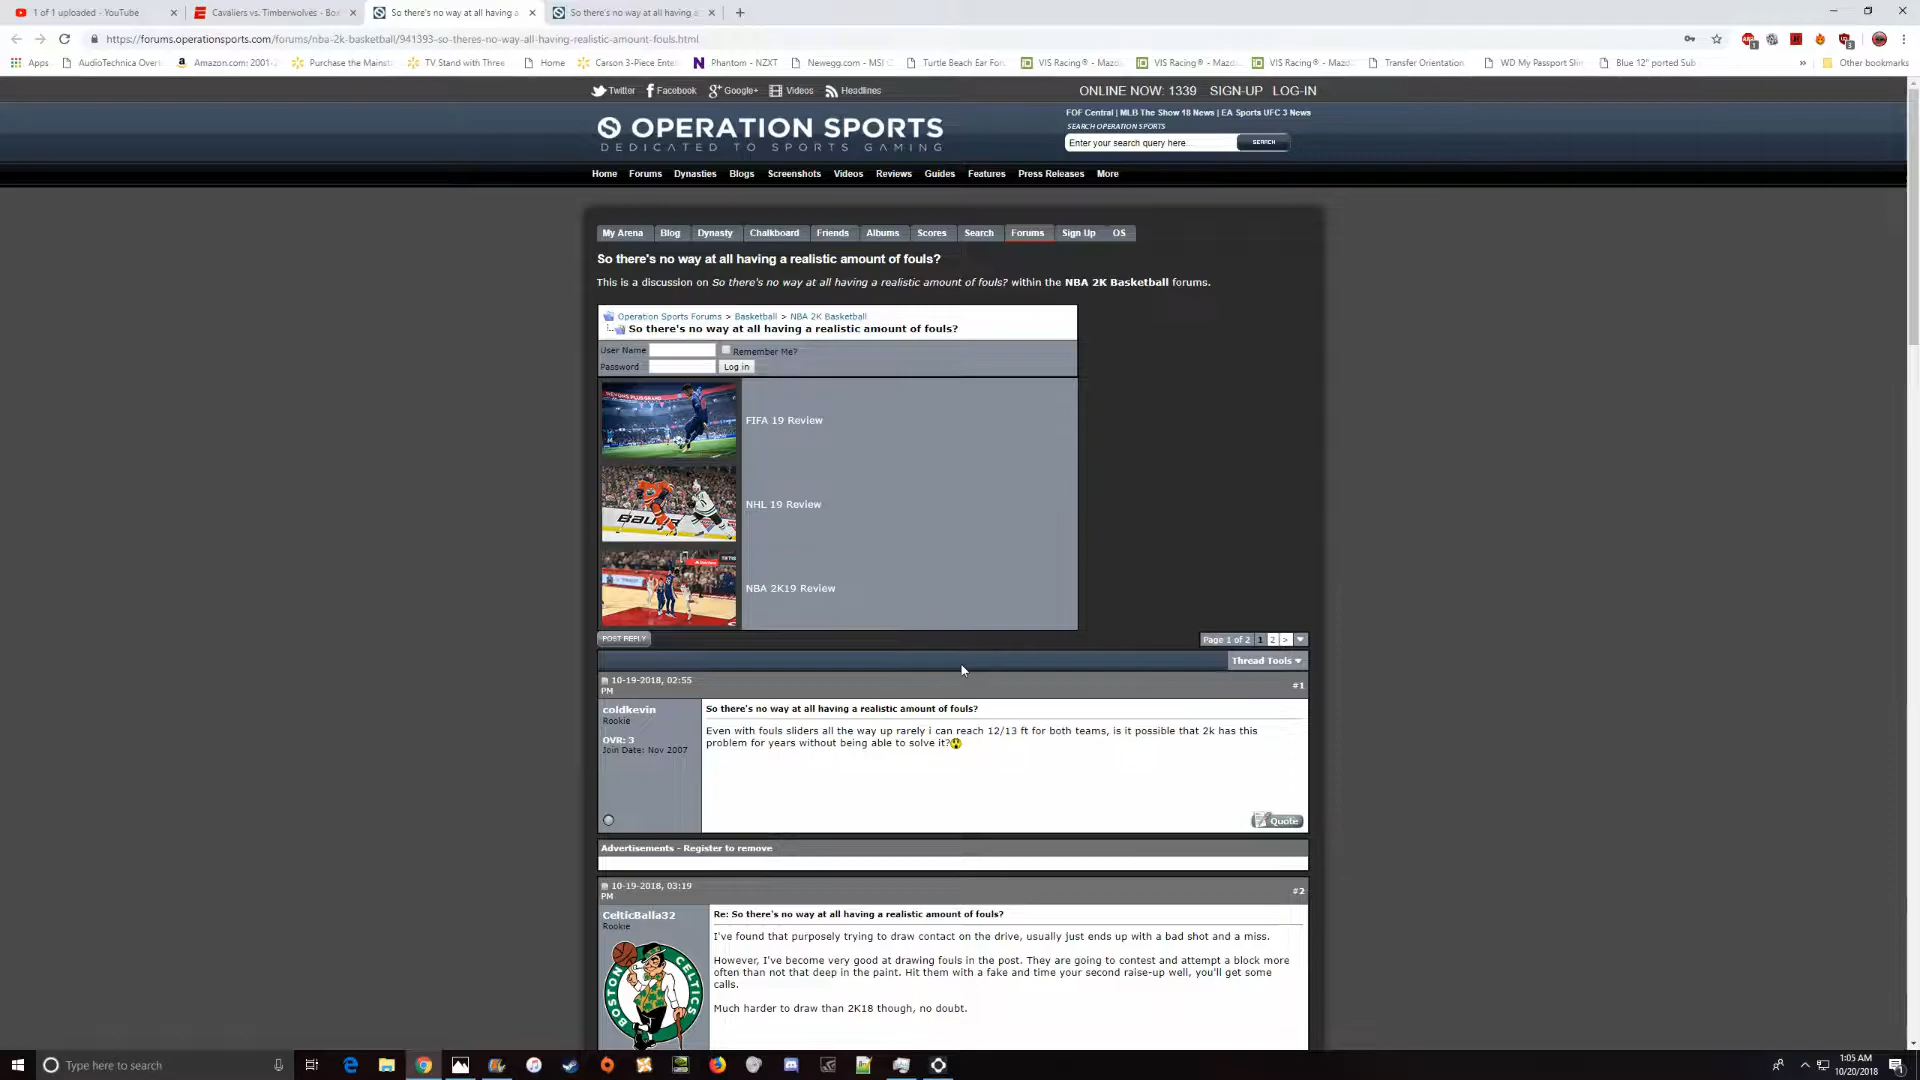 1 of 1 uploaded - YouTube
Cavaliers vs. Timberwolves - Box
So there's no way at all having a
So there's no way at all having a
https://forums.operationsports.com/forums/nba-2k-basketball/941393-so-theres-no-way-all-having-realistic-amount-fouls.html
Apps AudioTechnica Over Amazon.com: 2001- Purchase the Mainst TV Stand with Three Home Carson 3-Piece Enter Phantom - NZXT Newegg.com - MSI Turtle Beach Ear For VIS Racing® - Mazd VIS Racing® - Mazd VIS Racing® - Mazd Transfer Orientation WD My Passport Slim Blue 12" ported Sub » Other bookmarks
Twitter Facebook Google+ Videos Headlines
ONLINE NOW: 1339 SIGN-UP LOG-IN
FOF Central | MLB The Show 18 News | EA Sports UFC 3 News
SEARCH OPERATION SPORTS
Enter your search query here... SEARCH
OPERATION SPORTS
DEDICATED TO SPORTS GAMING
Home Forums Dynasties Blogs Screenshots Videos Reviews Guides Features Press Releases More
My Arena Blog Dynasty Chalkboard Friends Albums Scores Search Forums Sign Up OS
So there's no way at all having a realistic amount of fouls?
This is a discussion on So there's no way at all having a realistic amount of fouls? within the NBA 2K Basketball forums.
Operation Sports Forums > Basketball > NBA 2K Basketball
So there's no way at all having a realistic amount of fouls?
User Name Remember Me?
Password Log in
FIFA 19 Review
NHL 19 Review
NBA 2K19 Review
POST REPLY
Page 1 of 2 1 2 >
Thread Tools
10-19-2018, 02:55
PM
#1
coldkevin
Rookie
OVR: 3
Join Date: Nov 2007
So there's no way at all having a realistic amount of fouls?
Even with fouls sliders all the way up rarely i can reach 12/13 ft for both teams, is it possible that 2k has this
problem for years without being able to solve it?
Quote
Advertisements - Register to remove
10-19-2018, 03:19
PM
#2
CelticBalla32
Rookie
BOSTON CELTICS
Re: So there's no way at all having a realistic amount of fouls?
I've found that purposely trying to draw contact on the drive, usually just ends up with a bad shot and a miss.
However, I've become very good at drawing fouls in the post. They are going to contest and attempt a block more
often than not that deep in the paint. Hit them with a fake and time your second raise-up well, you'll get some
calls.
Much harder to draw than 2K18 though, no doubt.
Type here to search
1:05 AM
10/20/2018